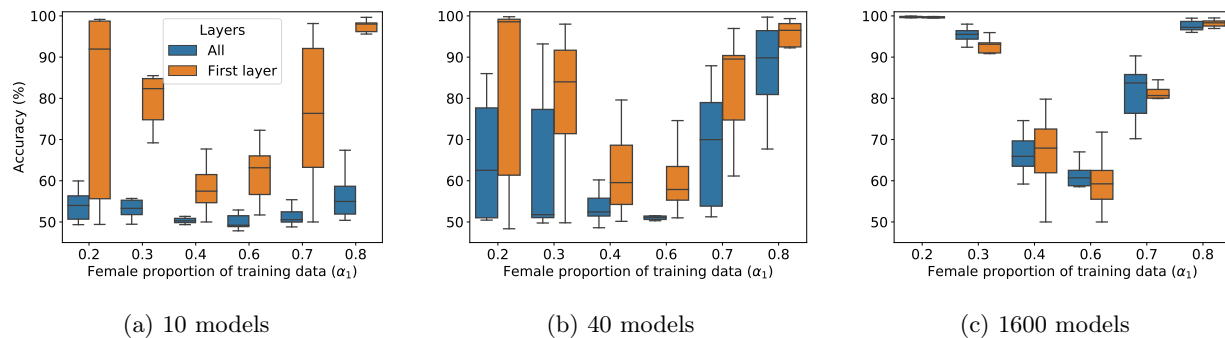 100
90
80
70
60
50
Accuracy (%)
Layers
All
First layer
0.2 0.3 0.4 0.6 0.7 0.8
Female proportion of training data (α₁)
(a) 10 models
100
90
80
70
60
50
0.2 0.3 0.4 0.6 0.7 0.8
Female proportion of training data (α₁)
(b) 40 models
100
90
80
70
60
50
0.2 0.3 0.4 0.6 0.7 0.8
Female proportion of training data (α₁)
(c) 1600 models